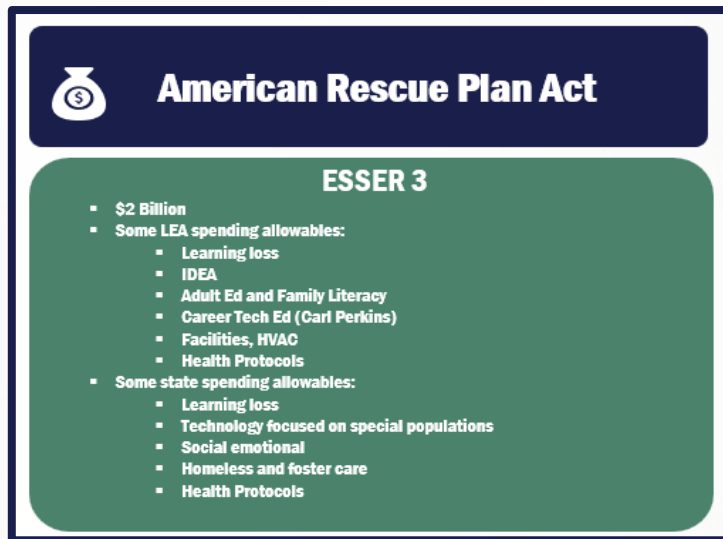 $
American Rescue Plan Act
ESSER 3
▪ $2 Billion
▪ Some LEA spending allowables:
▪ Learning loss
▪ IDEA
▪ Adult Ed and Family Literacy
▪ Career Tech Ed (Carl Perkins)
▪ Facilities, HVAC
▪ Health Protocols
▪ Some state spending allowables:
▪ Learning loss
▪ Technology focused on special populations
▪ Social emotional
▪ Homeless and foster care
▪ Health Protocols